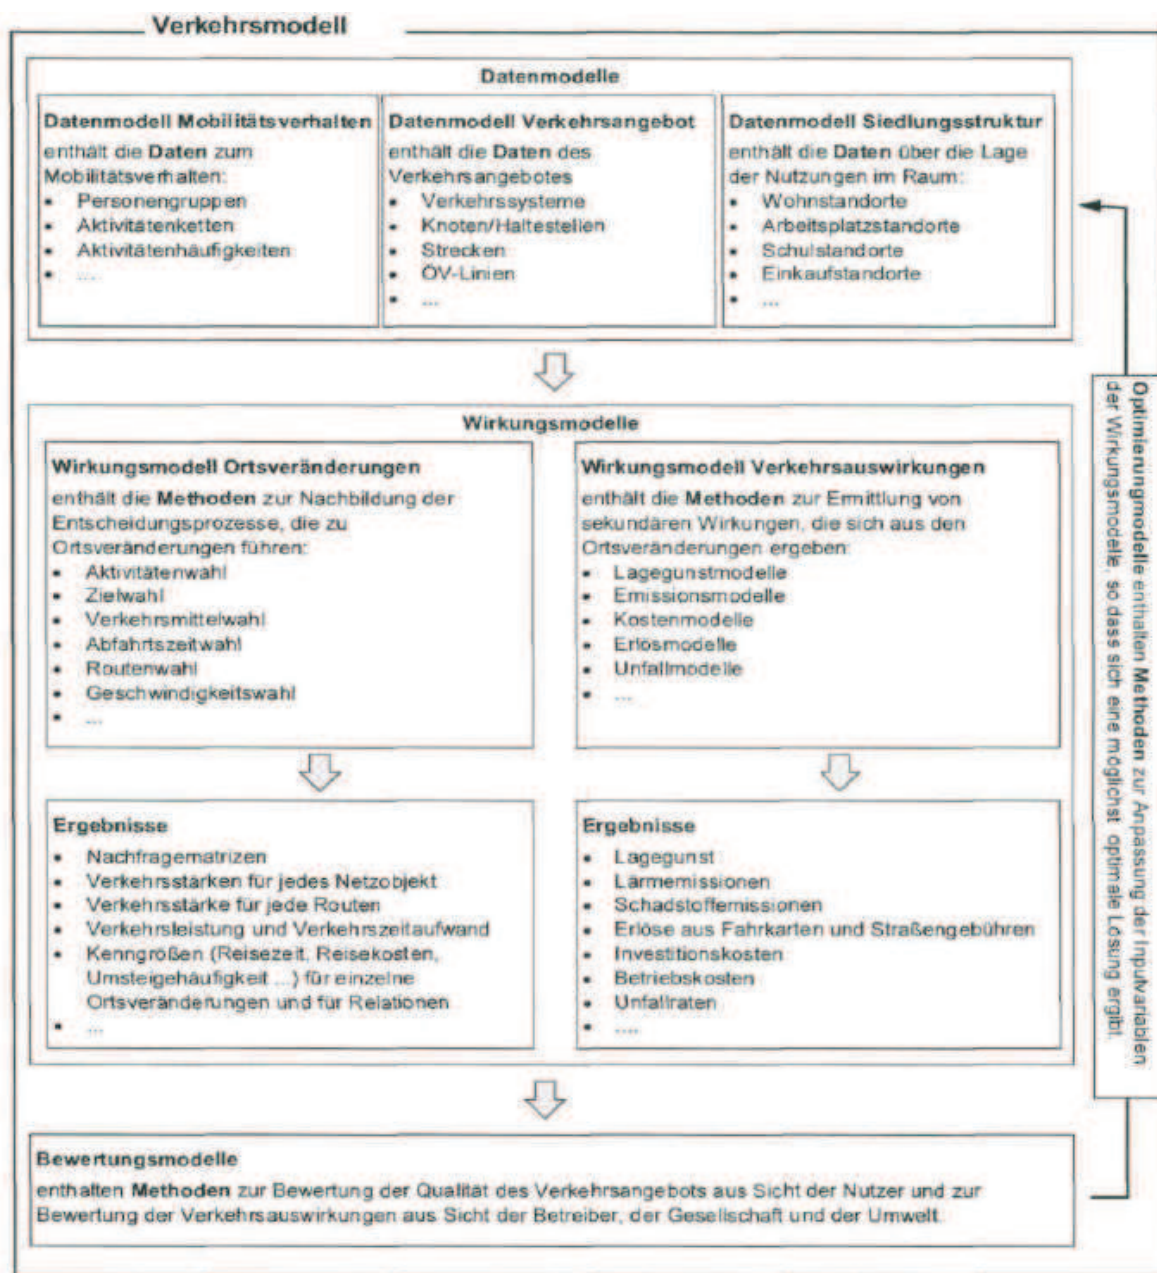 Verkehrsmodell
Datenmodelle
Datenmodell Mobilitätsverhalten
enthält die Daten zum
Mobilitätsverhalten:
• Personengruppen
• Aktivitätenketten
• Aktivitätenhäufigkeiten
• ....
Datenmodell Verkehrsangebot
enthält die Daten des
Verkehrsangebotes
• Verkehrssysteme
• Knoten/Haltestellen
• Strecken
• ÖV-Linien
• ...
Datenmodell Siedlungsstruktur
enthält die Daten über die Lage
der Nutzungen im Raum:
• Wohnstandorte
• Arbeitsplatzstandorte
• Schulstandorte
• Einkaufstandorte
• ...
Wirkungsmodelle
Wirkungsmodell Ortsveränderungen
enthält die Methoden zur Nachbildung der
Entscheidungsprozesse, die zu
Ortsveränderungen führen:
• Aktivitätenwahl
• Zielwahl
• Verkehrsmittelwahl
• Abfahrtszeitwahl
• Routenwahl
• Geschwindigkeitswahl
• ...
Wirkungsmodell Verkehrsauswirkungen
enthält die Methoden zur Ermittlung von
sekundären Wirkungen, die sich aus den
Ortsveränderungen ergeben:
• Lagegunstmodelle
• Emissionsmodelle
• Kostenmodelle
• Erlösmodelle
• Unfallmodelle
• ...
Ergebnisse
• Nachfragematrizen
• Verkehrsstärken für jedes Netzobjekt
• Verkehrsstärke für jede Routen
• Verkehrsleistung und Verkehrszeitaufwand
• Kenngrößen (Reisezeit, Reisekosten,
Umsteigehäufigkeit ...) für einzelne
Ortsveränderungen und für Relationen
• ...
Ergebnisse
• Lagegunst
• Lärmemissionen
• Schadstoffemissionen
• Erlöse aus Fahrkarten und Straßengebühren
• Investitionskosten
• Betriebskosten
• Unfallraten
• ....
Bewertungsmodelle
enthalten Methoden zur Bewertung der Qualität des Verkehrsangebots aus Sicht der Nutzer und zur
Bewertung der Verkehrsauswirkungen aus Sicht der Betreiber, der Gesellschaft und der Umwelt.
Optimierungmodelle enthalten Methoden zur Anpassung der Inputvariablen
der Wirkungsmodelle, so dass sich eine möglichst optimale Lösung ergibt.